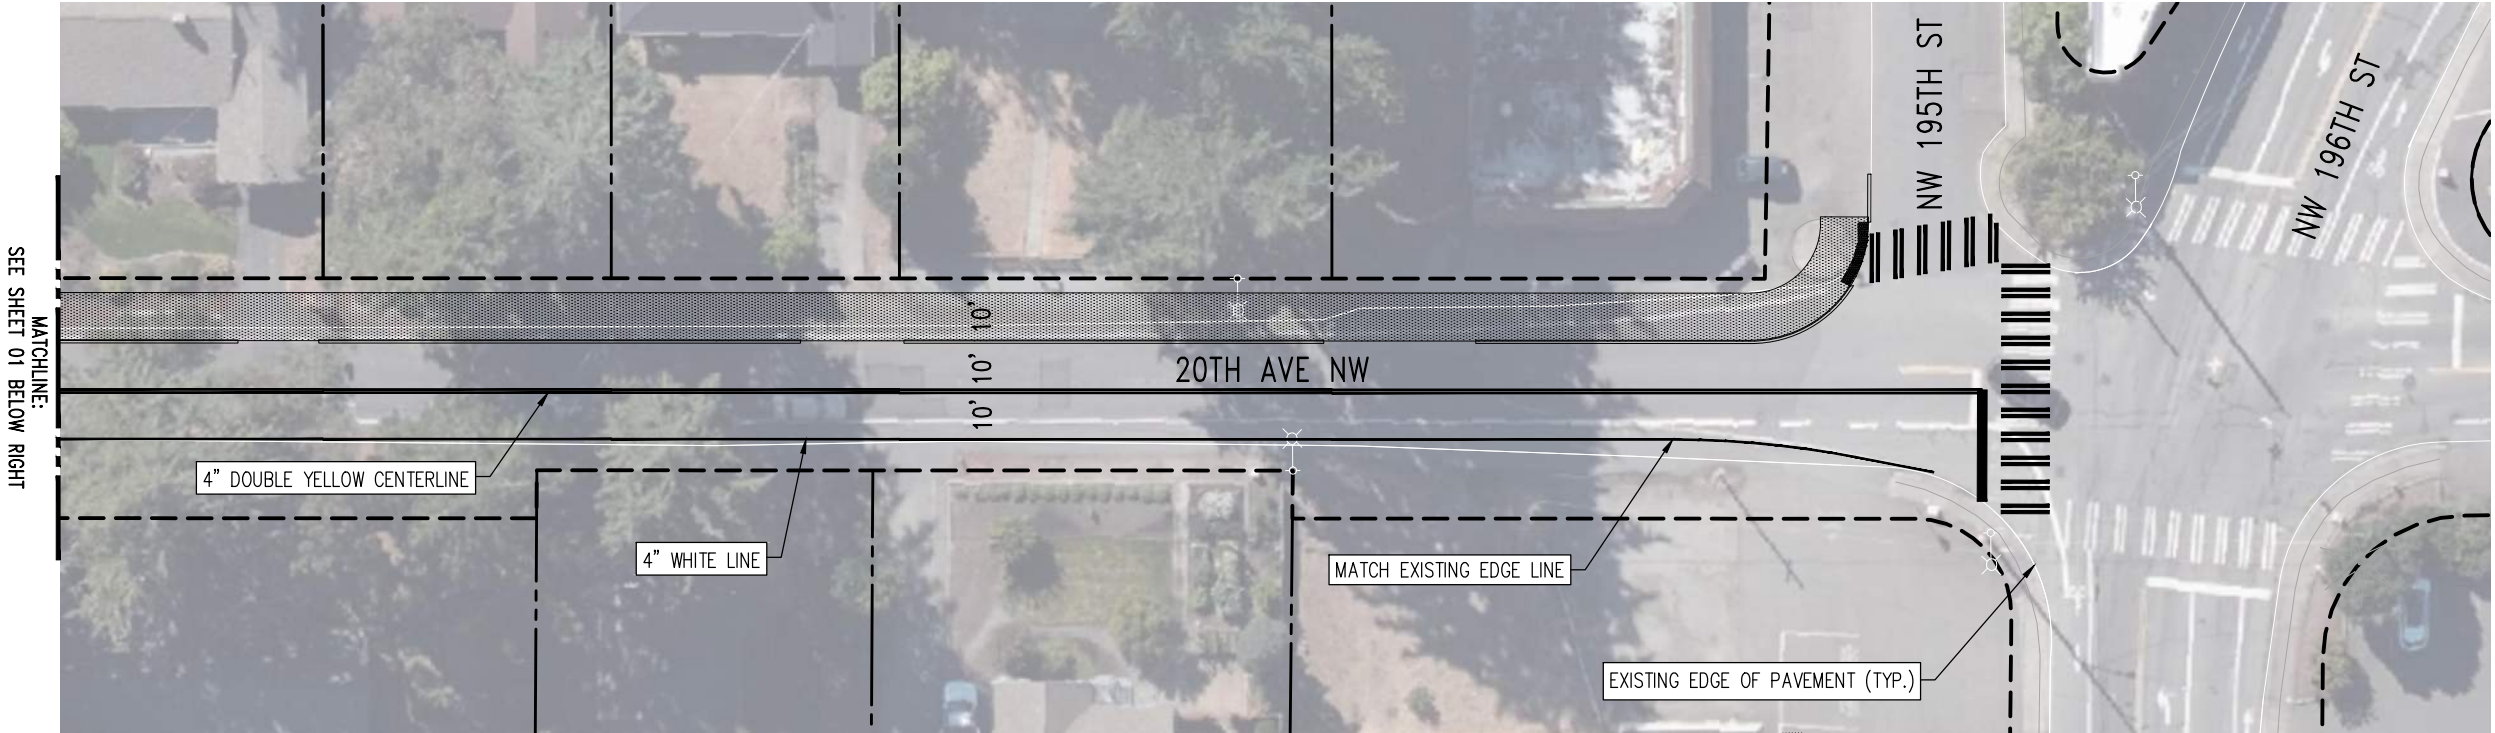 MATCHLINE:
SEE SHEET 01 BELOW RIGHT
10'
10'
10'
20TH AVE NW
NW 195TH ST
NW 196TH ST
4" DOUBLE YELLOW CENTERLINE
4" WHITE LINE
MATCH EXISTING EDGE LINE
EXISTING EDGE OF PAVEMENT (TYP.)